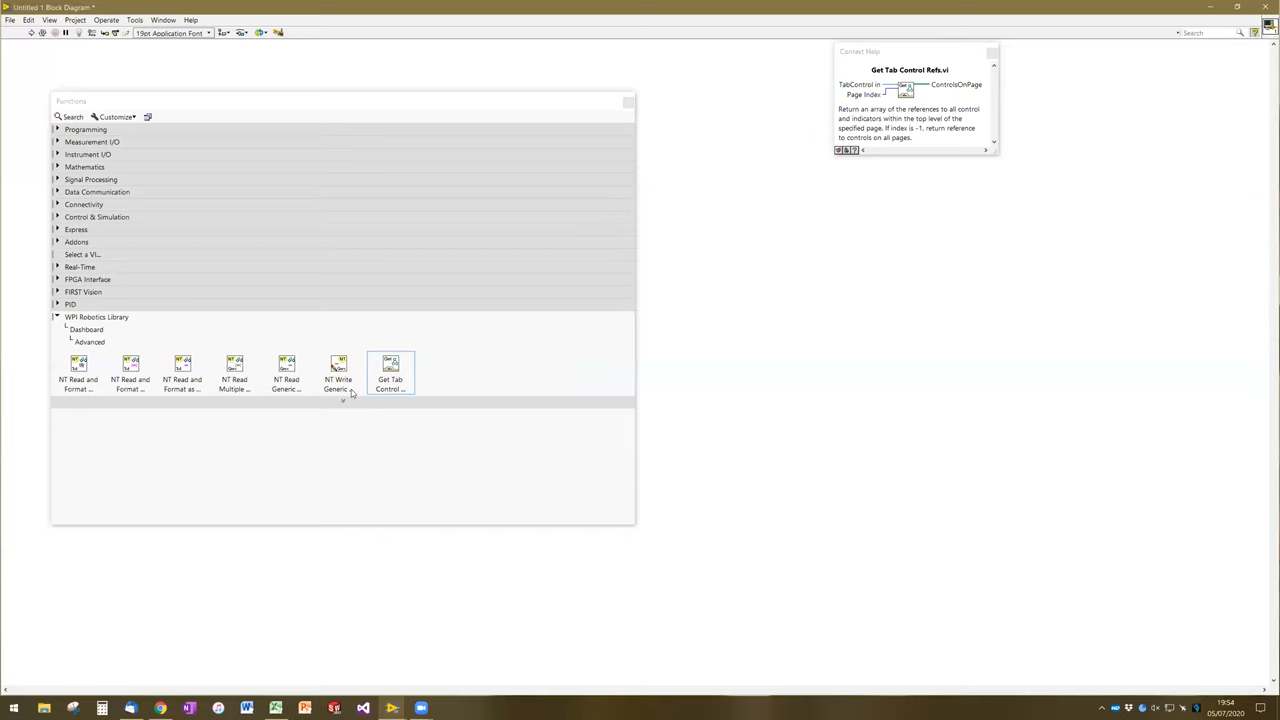 Untitled 1 Block Diagram *
File Edit View Project Operate Tools Window Help
19pt Application Font
Search
Context Help
Get Tab Control Refs.vi
TabControl in
ControlsOnPage
Page Index
Return an array of the references to all control
and indicators within the top level of the
specified page. If index is -1, return reference
to controls on all pages.
Functions
Search Customize
Programming
Measurement I/O
Instrument I/O
Mathematics
Signal Processing
Data Communication
Connectivity
Control & Simulation
Express
Addons
Select a VI...
Real-Time
FPGA Interface
FIRST Vision
PID
WPI Robotics Library
Dashboard
Advanced
NT Read and Format ...
NT Read and Format ...
NT Read and Format as ...
NT Read Multiple ...
NT Read Generic ...
NT Write Generic ...
Get Tab Control ...
19:54
05/07/2020